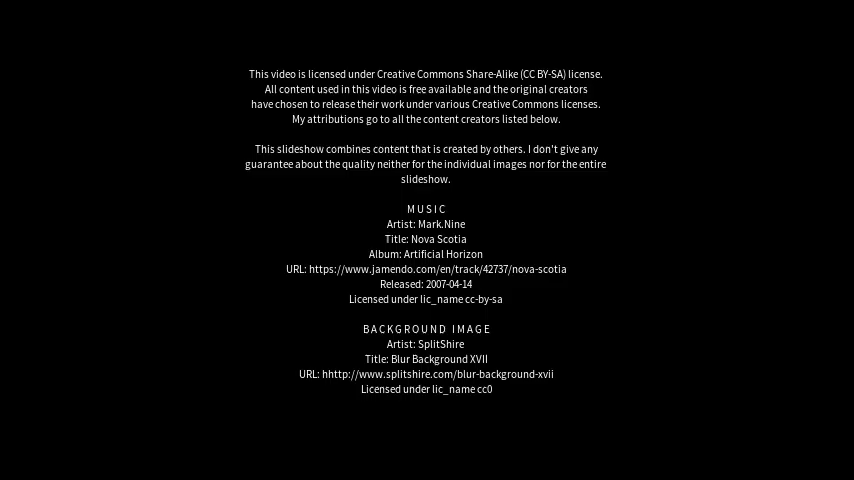 This video is licensed under Creative Commons Share-Alike (CC BY-SA) license.
All content used in this video is free available and the original creators
have chosen to release their work under various Creative Commons licenses.
My attributions go to all the content creators listed below.
This slideshow combines content that is created by others. I don't give any
guarantee about the quality neither for the individual images nor for the entire
slideshow.
MUSIC
Artist: Mark.Nine
Title: Nova Scotia
Album: Artificial Horizon
URL: https://www.jamendo.com/en/track/42737/nova-scotia
Released: 2007-04-14
Licensed under lic_name cc-by-sa
BACKGROUND IMAGE
Artist: SplitShire
Title: Blur Background XVII
URL: hhttp://www.splitshire.com/blur-background-xvii
Licensed under lic_name cc0